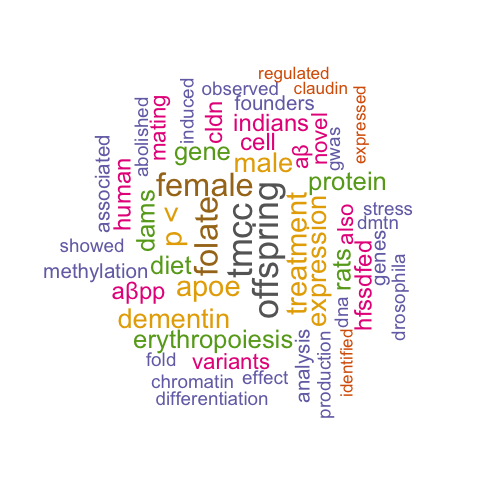 regulated
observed
claudin
induced
founders
expressed
abolished
mating
cldn
indians
novel
cell
aβ
gwas
associated
gene
male
human
female
protein
dams
p <
folate
tmcc
offspring
treatment
expression
also
stress
dmtn
showed
methylation
diet
rats
genes
drosophila
aβpp
apoe
dna
hfssdfed
dementin
erythropoiesis
fold
variants
analysis
production
identified
chromatin
effect
differentiation